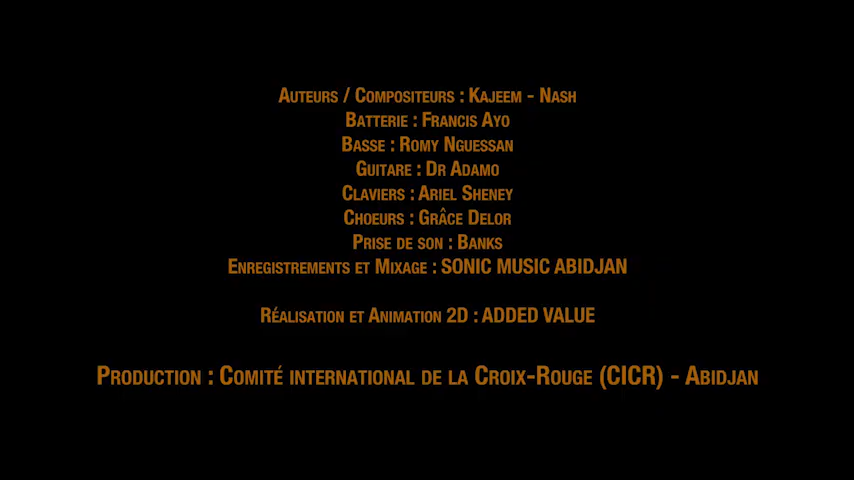 Auteurs / Compositeurs : Kajeem - Nash
Batterie : Francis Ayo
Basse : Romy Nguessan
Guitare : Dr Adamo
Claviers : Ariel Sheney
Choeurs : Grâce Delor
Prise de son : Banks
Enregistrements et Mixage : SONIC MUSIC ABIDJAN
Réalisation et Animation 2D : ADDED VALUE
Production : Comité international de la Croix-Rouge (CICR) - Abidjan